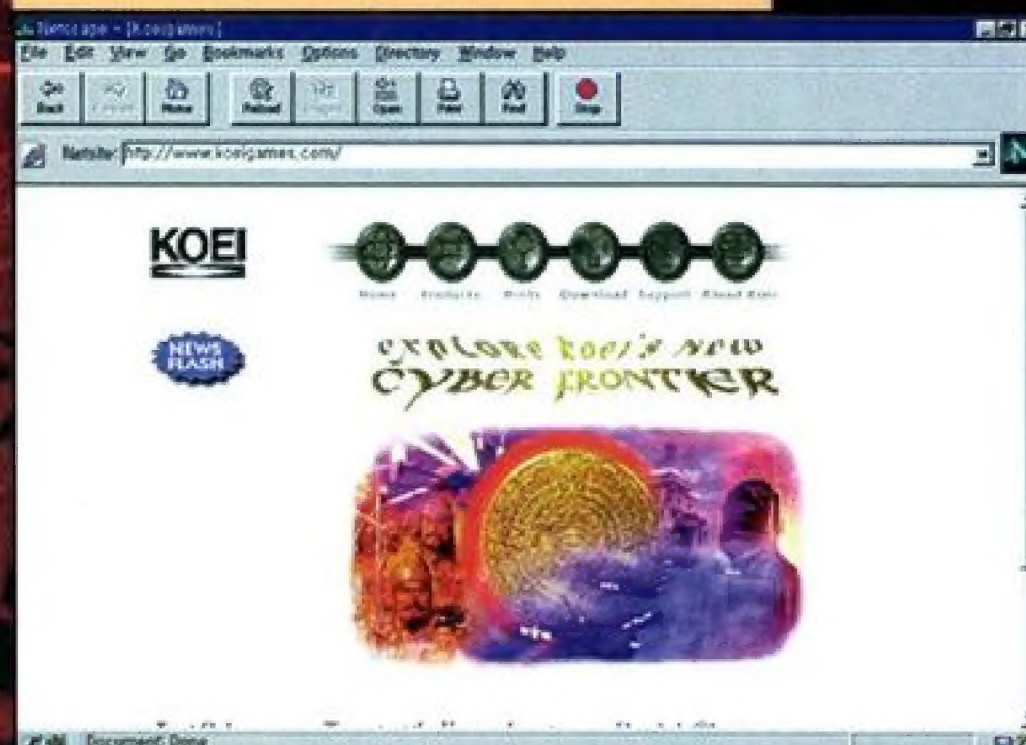 Netscape - [Koeigames]
File Edit View Go Bookmarks Options Directory Window Help
Back Home Reload Open Print Find Stop
Netsite: http://www.koeigames.com/
KOEI
Home Products Download Support About Koei
NEWS
FLASH
explore koei's new
CYBER FRONTIER
Document: Done